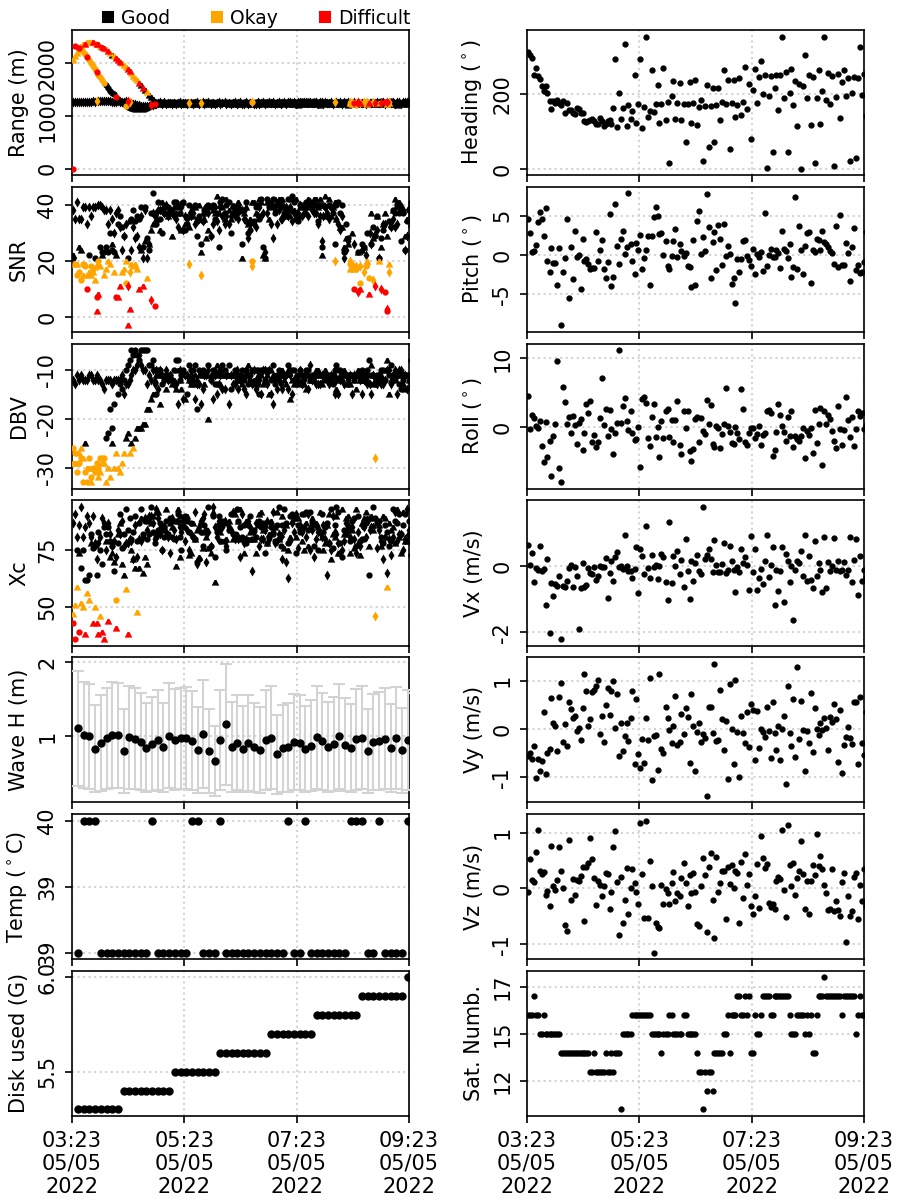 Good Okay Difficult
Range (m)
2000
1000
0
Heading (°)
200
0
SNR
40
20
0
Pitch (°)
5
0
-5
DBV
-10
-20
-30
Roll (°)
10
0
Xc
75
50
Vx (m/s)
0
-2
Wave H (m)
2
1
Vy (m/s)
1
0
-1
Temp (°C)
40
39
39
Vz (m/s)
1
0
-1
Disk used (G)
6.0
5.5
Sat. Numb.
17
15
12
03:23 05:23 07:23 09:23
05/05 05/05 05/05 05/05
2022 2022 2022 2022
03:23 05:23 07:23 09:23
05/05 05/05 05/05 05/05
2022 2022 2022 2022